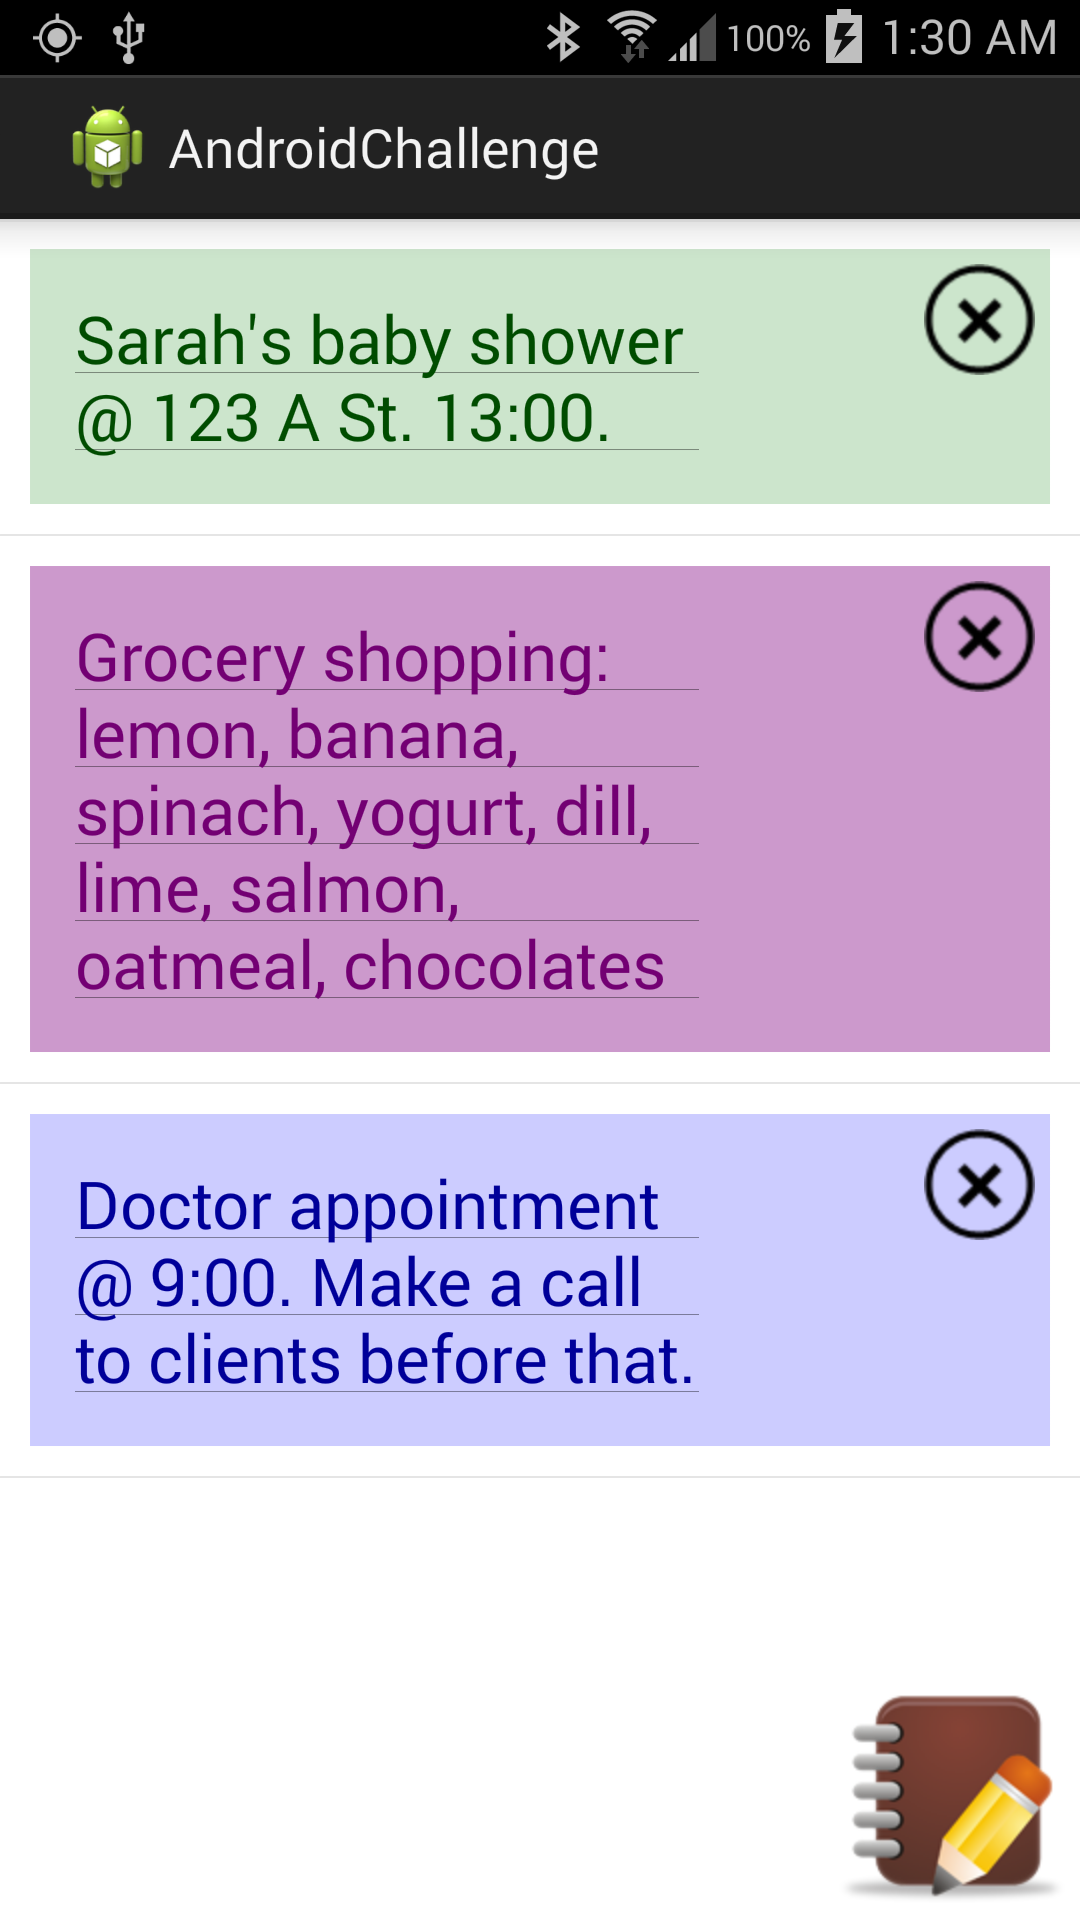 100% 1:30 AM
AndroidChallenge
Sarah's baby shower
@ 123 A St. 13:00.
Grocery shopping:
lemon, banana,
spinach, yogurt, dill,
lime, salmon,
oatmeal, chocolates
Doctor appointment
@ 9:00. Make a call
to clients before that.